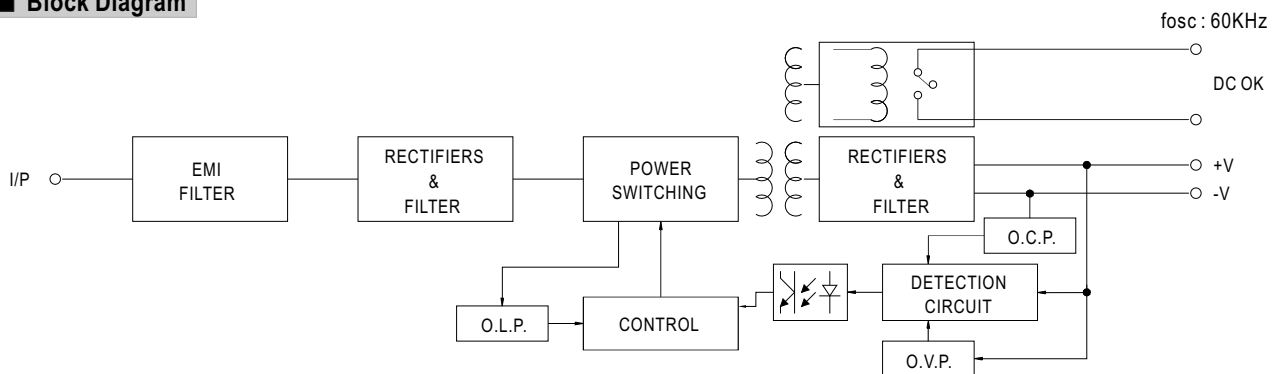 ■ Block Diagram
fosc : 60KHz
DC OK
I/P
EMI
FILTER
RECTIFIERS
&
FILTER
POWER
SWITCHING
RECTIFIERS
&
FILTER
+V
-V
O.C.P.
DETECTION
CIRCUIT
O.L.P.
CONTROL
O.V.P.